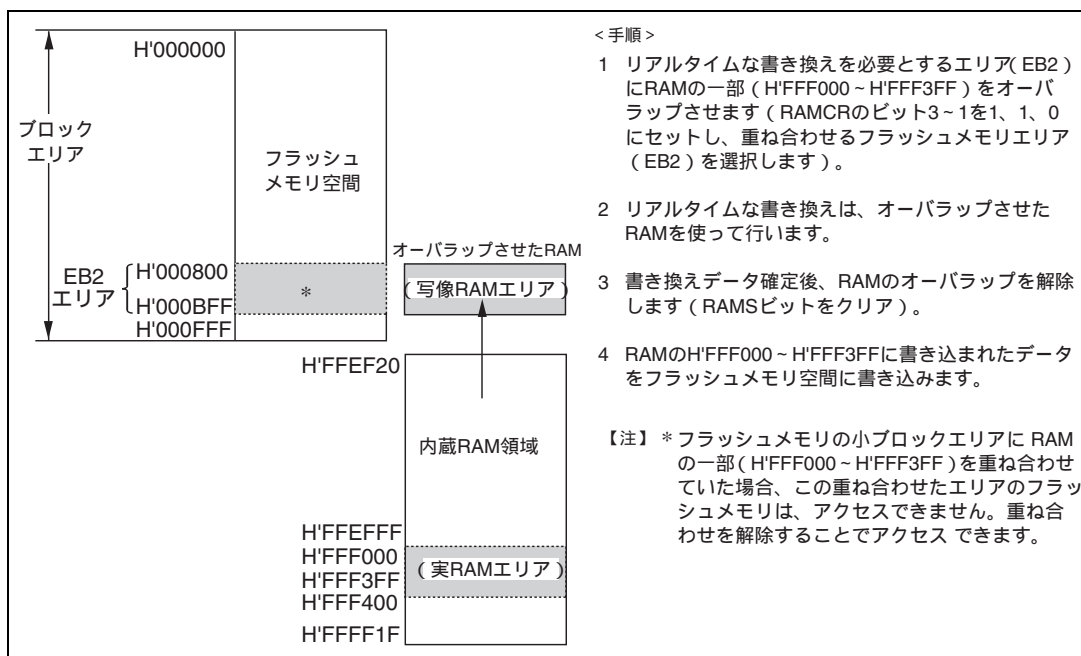 H'000000
ブロック
エリア
フラッシュ
メモリ空間
EB2
エリア
H'000800
H'000BFF
H'000FFF
*
オーバラップさせたRAM
(写像RAMエリア)
H'FFEF20
内蔵RAM領域
H'FFEFFF
H'FFF000
H'FFF3FF
H'FFF400
(実RAMエリア)
H'FFFF1F
<手順>
1 リアルタイムな書き換えを必要とするエリア(EB2)
にRAMの一部(H'FFF000~H'FFF3FF)をオーバ
ラップさせます(RAMCRのビット3~1を1、1、0
にセットし、重ね合わせるフラッシュメモリエリア
(EB2)を選択します)。
2 リアルタイムな書き換えは、オーバラップさせた
RAMを使って行います。
3 書き換えデータ確定後、RAMのオーバラップを解除
します(RAMSビットをクリア)。
4 RAMのH'FFF000~H'FFF3FFに書き込まれたデータ
をフラッシュメモリ空間に書き込みます。
【注】*フラッシュメモリの小ブロックエリアに RAM
の一部(H'FFF000~H'FFF3FF)を重ね合わせ
ていた場合、この重ね合わせたエリアのフラッ
シュメモリは、アクセスできません。重ね合
わせを解除することでアクセス できます。